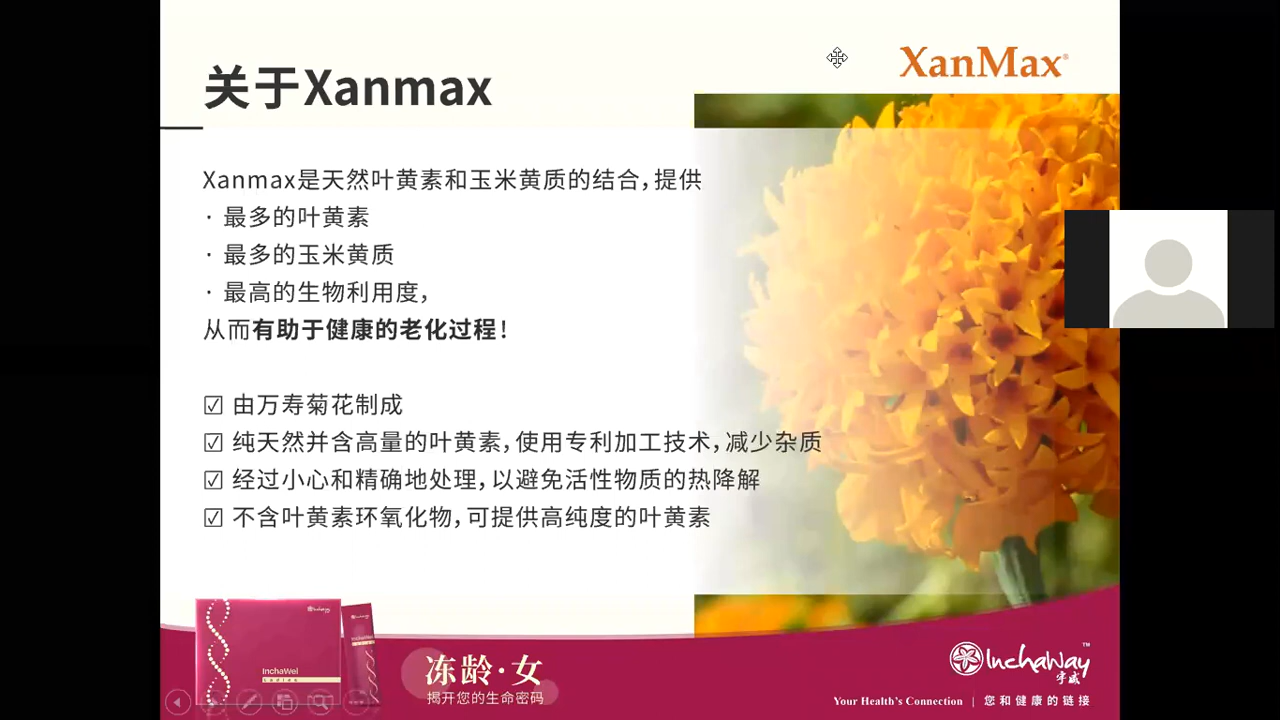 关于Xanmax
XanMax®
Xanmax是天然叶黄素和玉米黄质的结合,提供
· 最多的叶黄素
· 最多的玉米黄质
· 最高的生物利用度,
从而有助于健康的老化过程!
☑ 由万寿菊花制成
☑ 纯天然并含高量的叶黄素,使用专利加工技术,减少杂质
☑ 经过小心和精确地处理,以避免活性物质的热降解
☑ 不含叶黄素环氧化物,可提供高纯度的叶黄素
InchaWay
InchaWei
Ladies
冻龄·女
揭开您的生命密码
InchaWay™
宇威
Your Health's Connection | 您和健康的链接